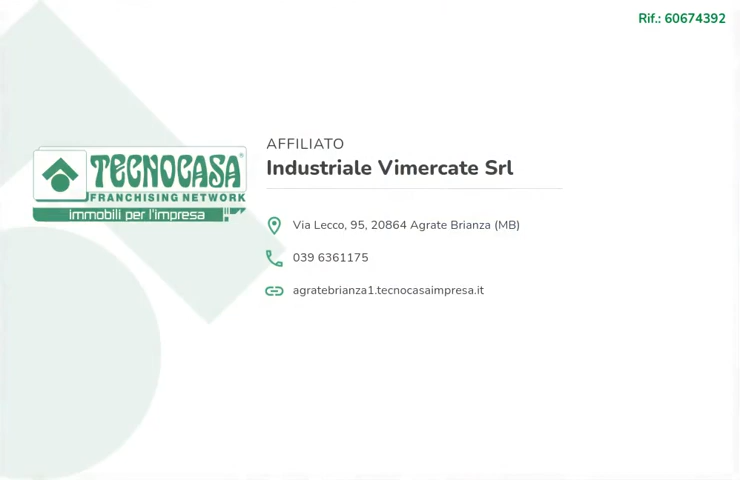 Rif.: 60674392
AFFILIATO
Industriale Vimercate Srl
TECNOCASA®
FRANCHISING NETWORK
immobili per l'impresa
Via Lecco, 95, 20864 Agrate Brianza (MB)
039 6361175
agratebrianza1.tecnocasaimpresa.it